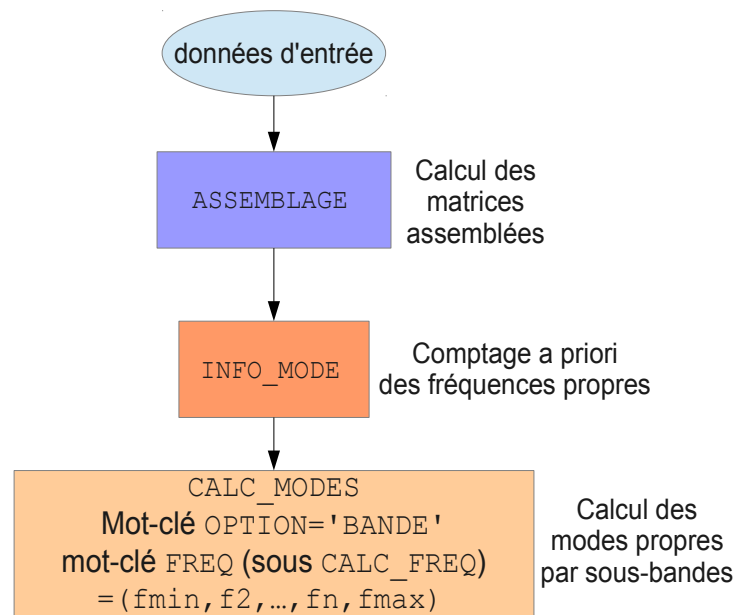 données d'entrée
ASSEMBLAGE
Calcul des
matrices
assemblées
INFO_MODE
Comptage a priori
des fréquences propres
CALC_MODES
Mot-clé OPTION='BANDE'
mot-clé FREQ (sous CALC_FREQ)
=(fmin,f2,…,fn,fmax)
Calcul des
modes propres
par sous-bandes